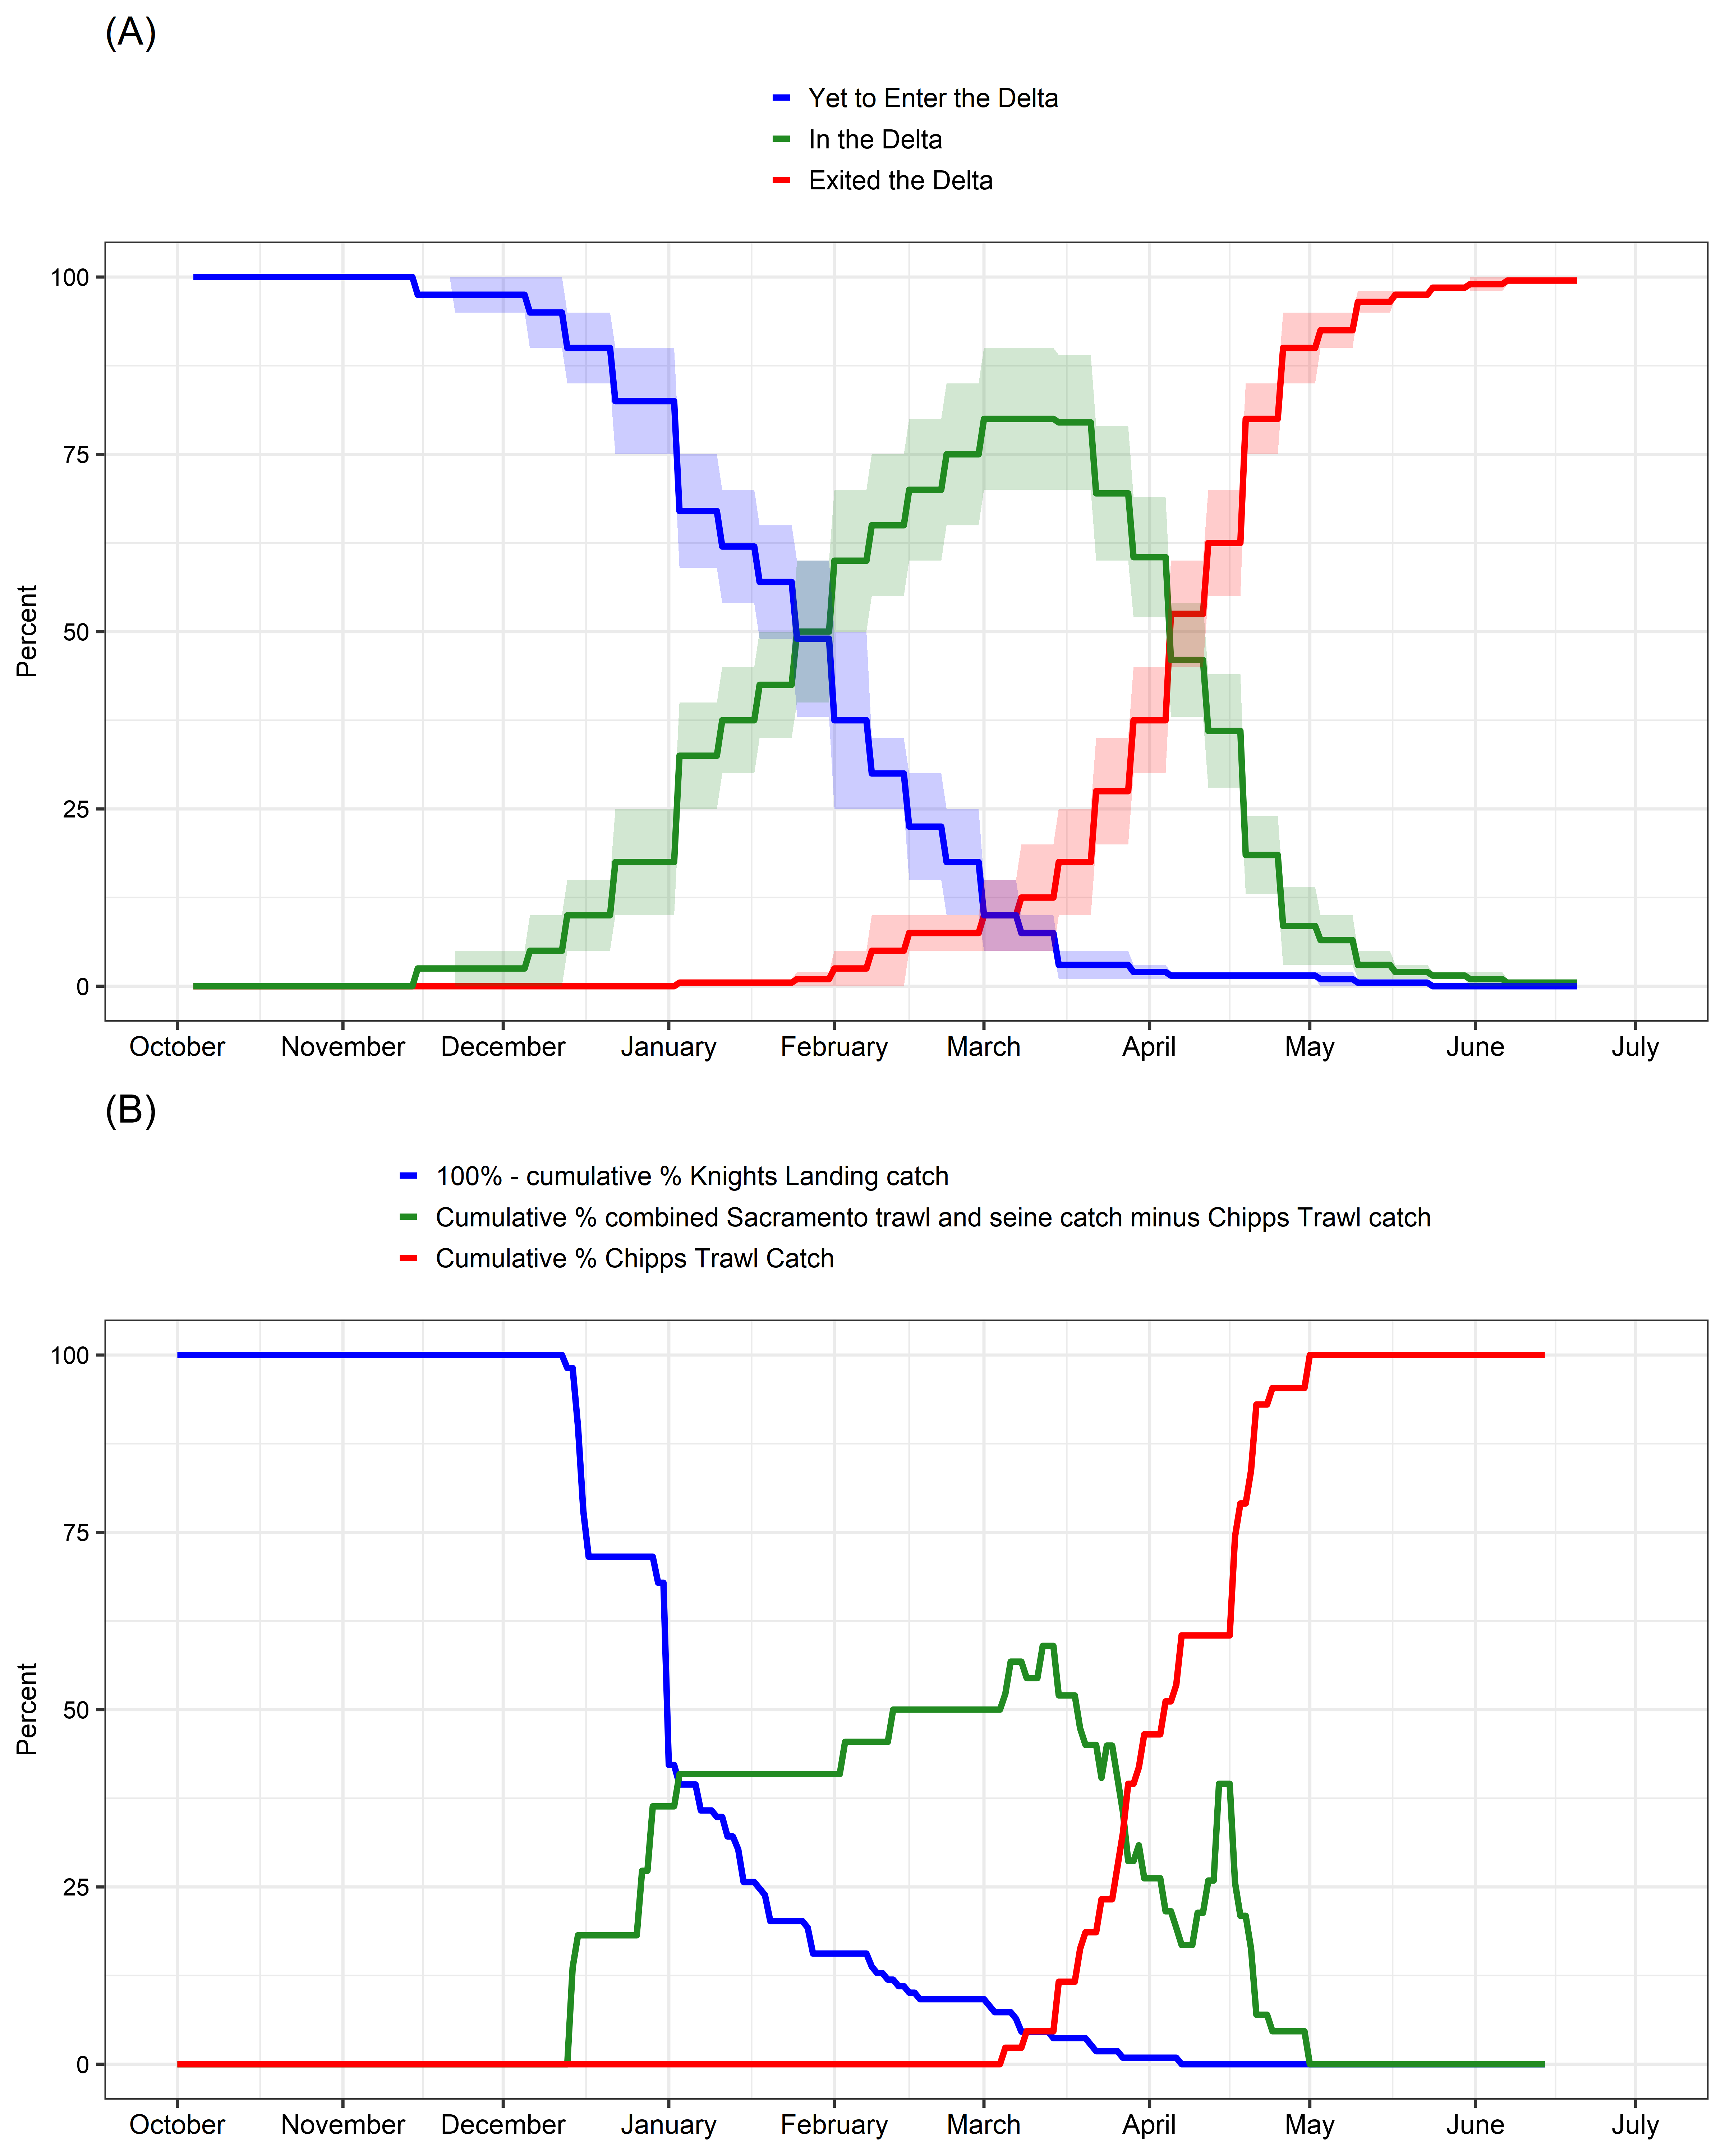 (A)
Yet to Enter the Delta
In the Delta
Exited the Delta
100
75
50
25
0
Percent
October November December January February March April May June July
(B)
100% - cumulative % Knights Landing catch
Cumulative % combined Sacramento trawl and seine catch minus Chipps Trawl catch
Cumulative % Chipps Trawl Catch
100
75
50
25
0
Percent
October November December January February March April May June July